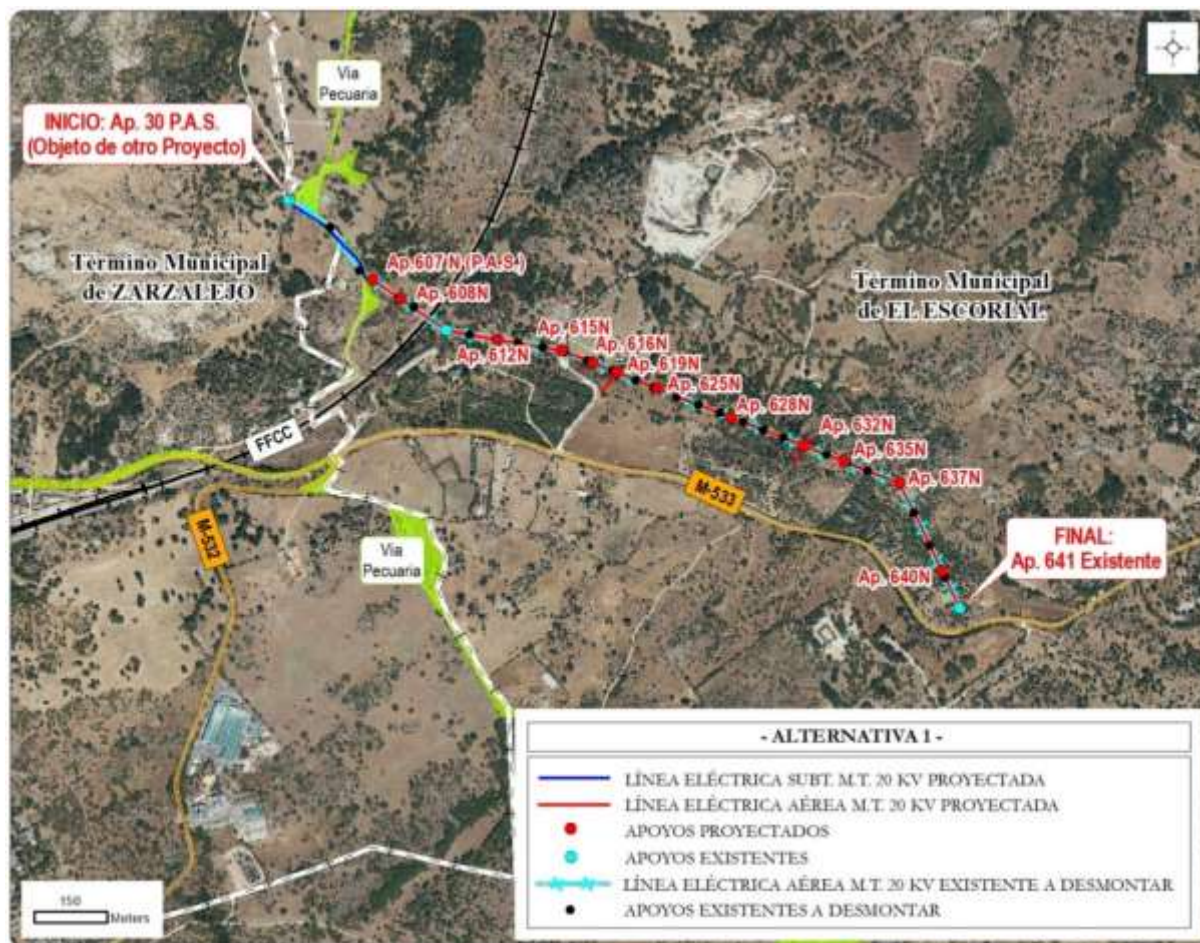 Via
Pecuaria
INICIO: Ap. 30 P.A.S.
(Objeto de otro Proyecto)
Término Municipal
de ZARZALEJO
Ap.607 N (P.A.S.)
Ap. 608N
Término Municipal
de EL ESCORIAL
Ap. 612N
Ap. 615N
Ap. 616N
Ap. 619N
Ap. 625N
Ap. 628N
Ap. 632N
Ap. 635N
Ap. 637N
FFCC
M-533
M-532
Via
Pecuaria
FINAL:
Ap. 641 Existente
Ap. 640N
- ALTERNATIVA 1 -
LÍNEA ELÉCTRICA SUBT. M.T. 20 KV PROYECTADA
LÍNEA ELÉCTRICA AÉREA M.T. 20 KV PROYECTADA
APOYOS PROYECTADOS
APOYOS EXISTENTES
LÍNEA ELÉCTRICA AÉREA M.T. 20 KV EXISTENTE A DESMONTAR
APOYOS EXISTENTES A DESMONTAR
150
Meters